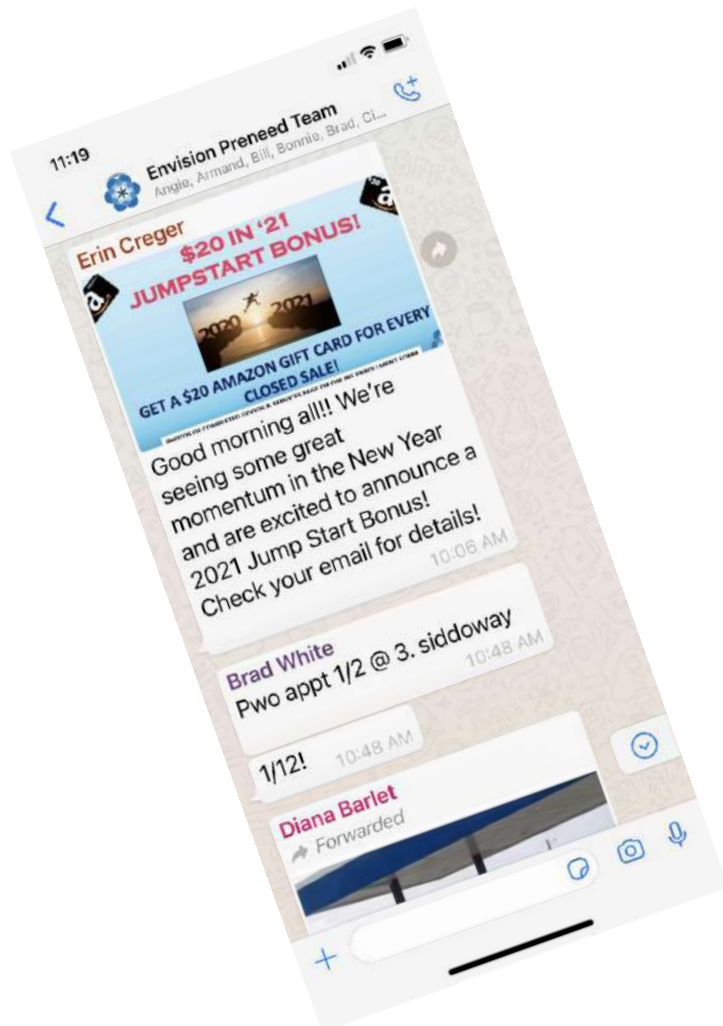 11:19
Envision Preneed Team
Angie, Armand, Bill, Bonnie, Brad, Ci...
Erin Creger
$20 IN '21
JUMPSTART BONUS!
2020 2021
GET A $20 AMAZON GIFT CARD FOR EVERY
CLOSED SALE!
Good morning all!! We're
seeing some great
momentum in the New Year
and are excited to announce a
2021 Jump Start Bonus!
Check your email for details!
10:06 AM
Brad White
Pwo appt 1/2 @ 3. siddoway
10:48 AM
1/12! 10:48 AM
Diana Barlet
Forwarded